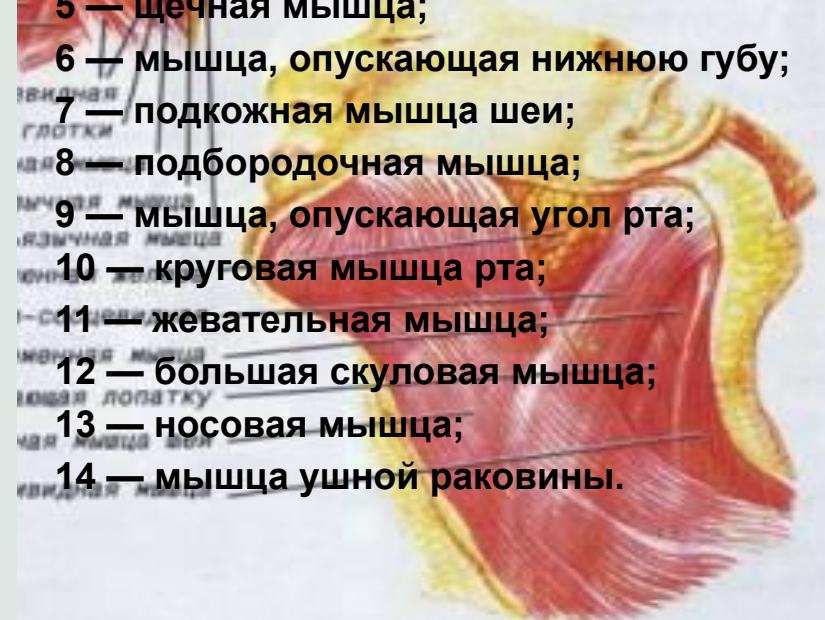 5 — щечная мышца;
6 — мышца, опускающая нижнюю губу;
7 — подкожная мышца шеи;
8 — подбородочная мышца;
9 — мышца, опускающая угол рта;
10 — круговая мышца рта;
11 — жевательная мышца;
12 — большая скуловая мышца;
13 — носовая мышца;
14 — мышца ушной раковины.
глотки
лопатку